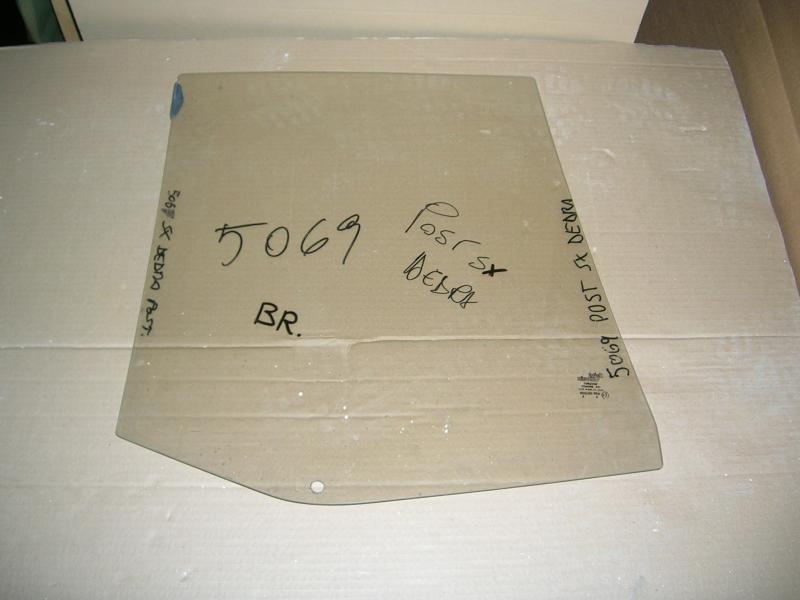 5069
Post sx
DEDRA
BR.
5069 SX DEDRA POST.
5069 POST SX DEDRA